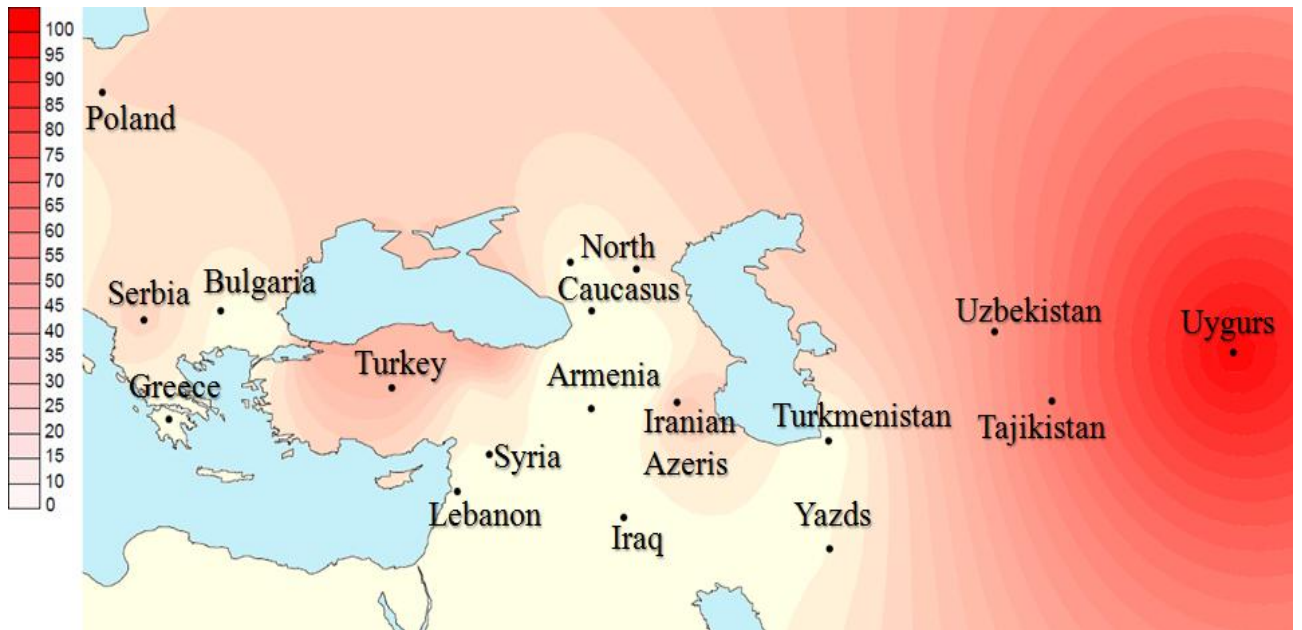 100
95
90
85
80
75
70
65
60
55
50
45
40
35
30
25
20
15
10
0
Poland
Serbia
Bulgaria
Greece
Turkey
North
Caucasus
Armenia
Iranian
Azeris
Syria
Lebanon
Iraq
Turkmenistan
Yazds
Uzbekistan
Tajikistan
Uygurs